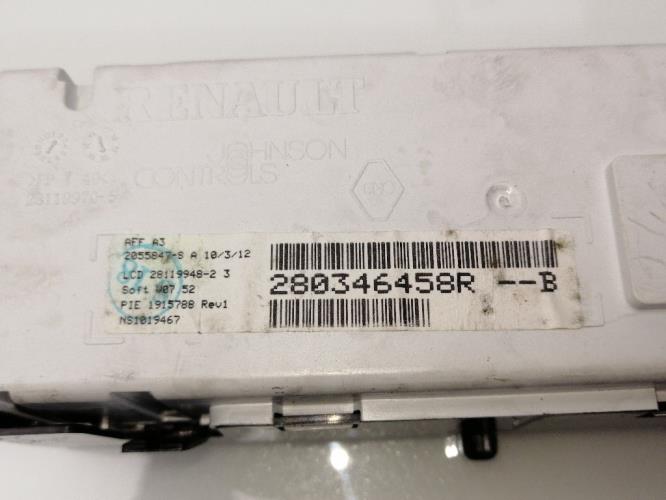 RENAULT
JOHNSON
CONTROLS
AFF A3
2055847-8 A 10/3/12
LCD 28119948-2 3
Soft W07 52
PIE 1915788 Rev1
NS1019467
280346458R --B